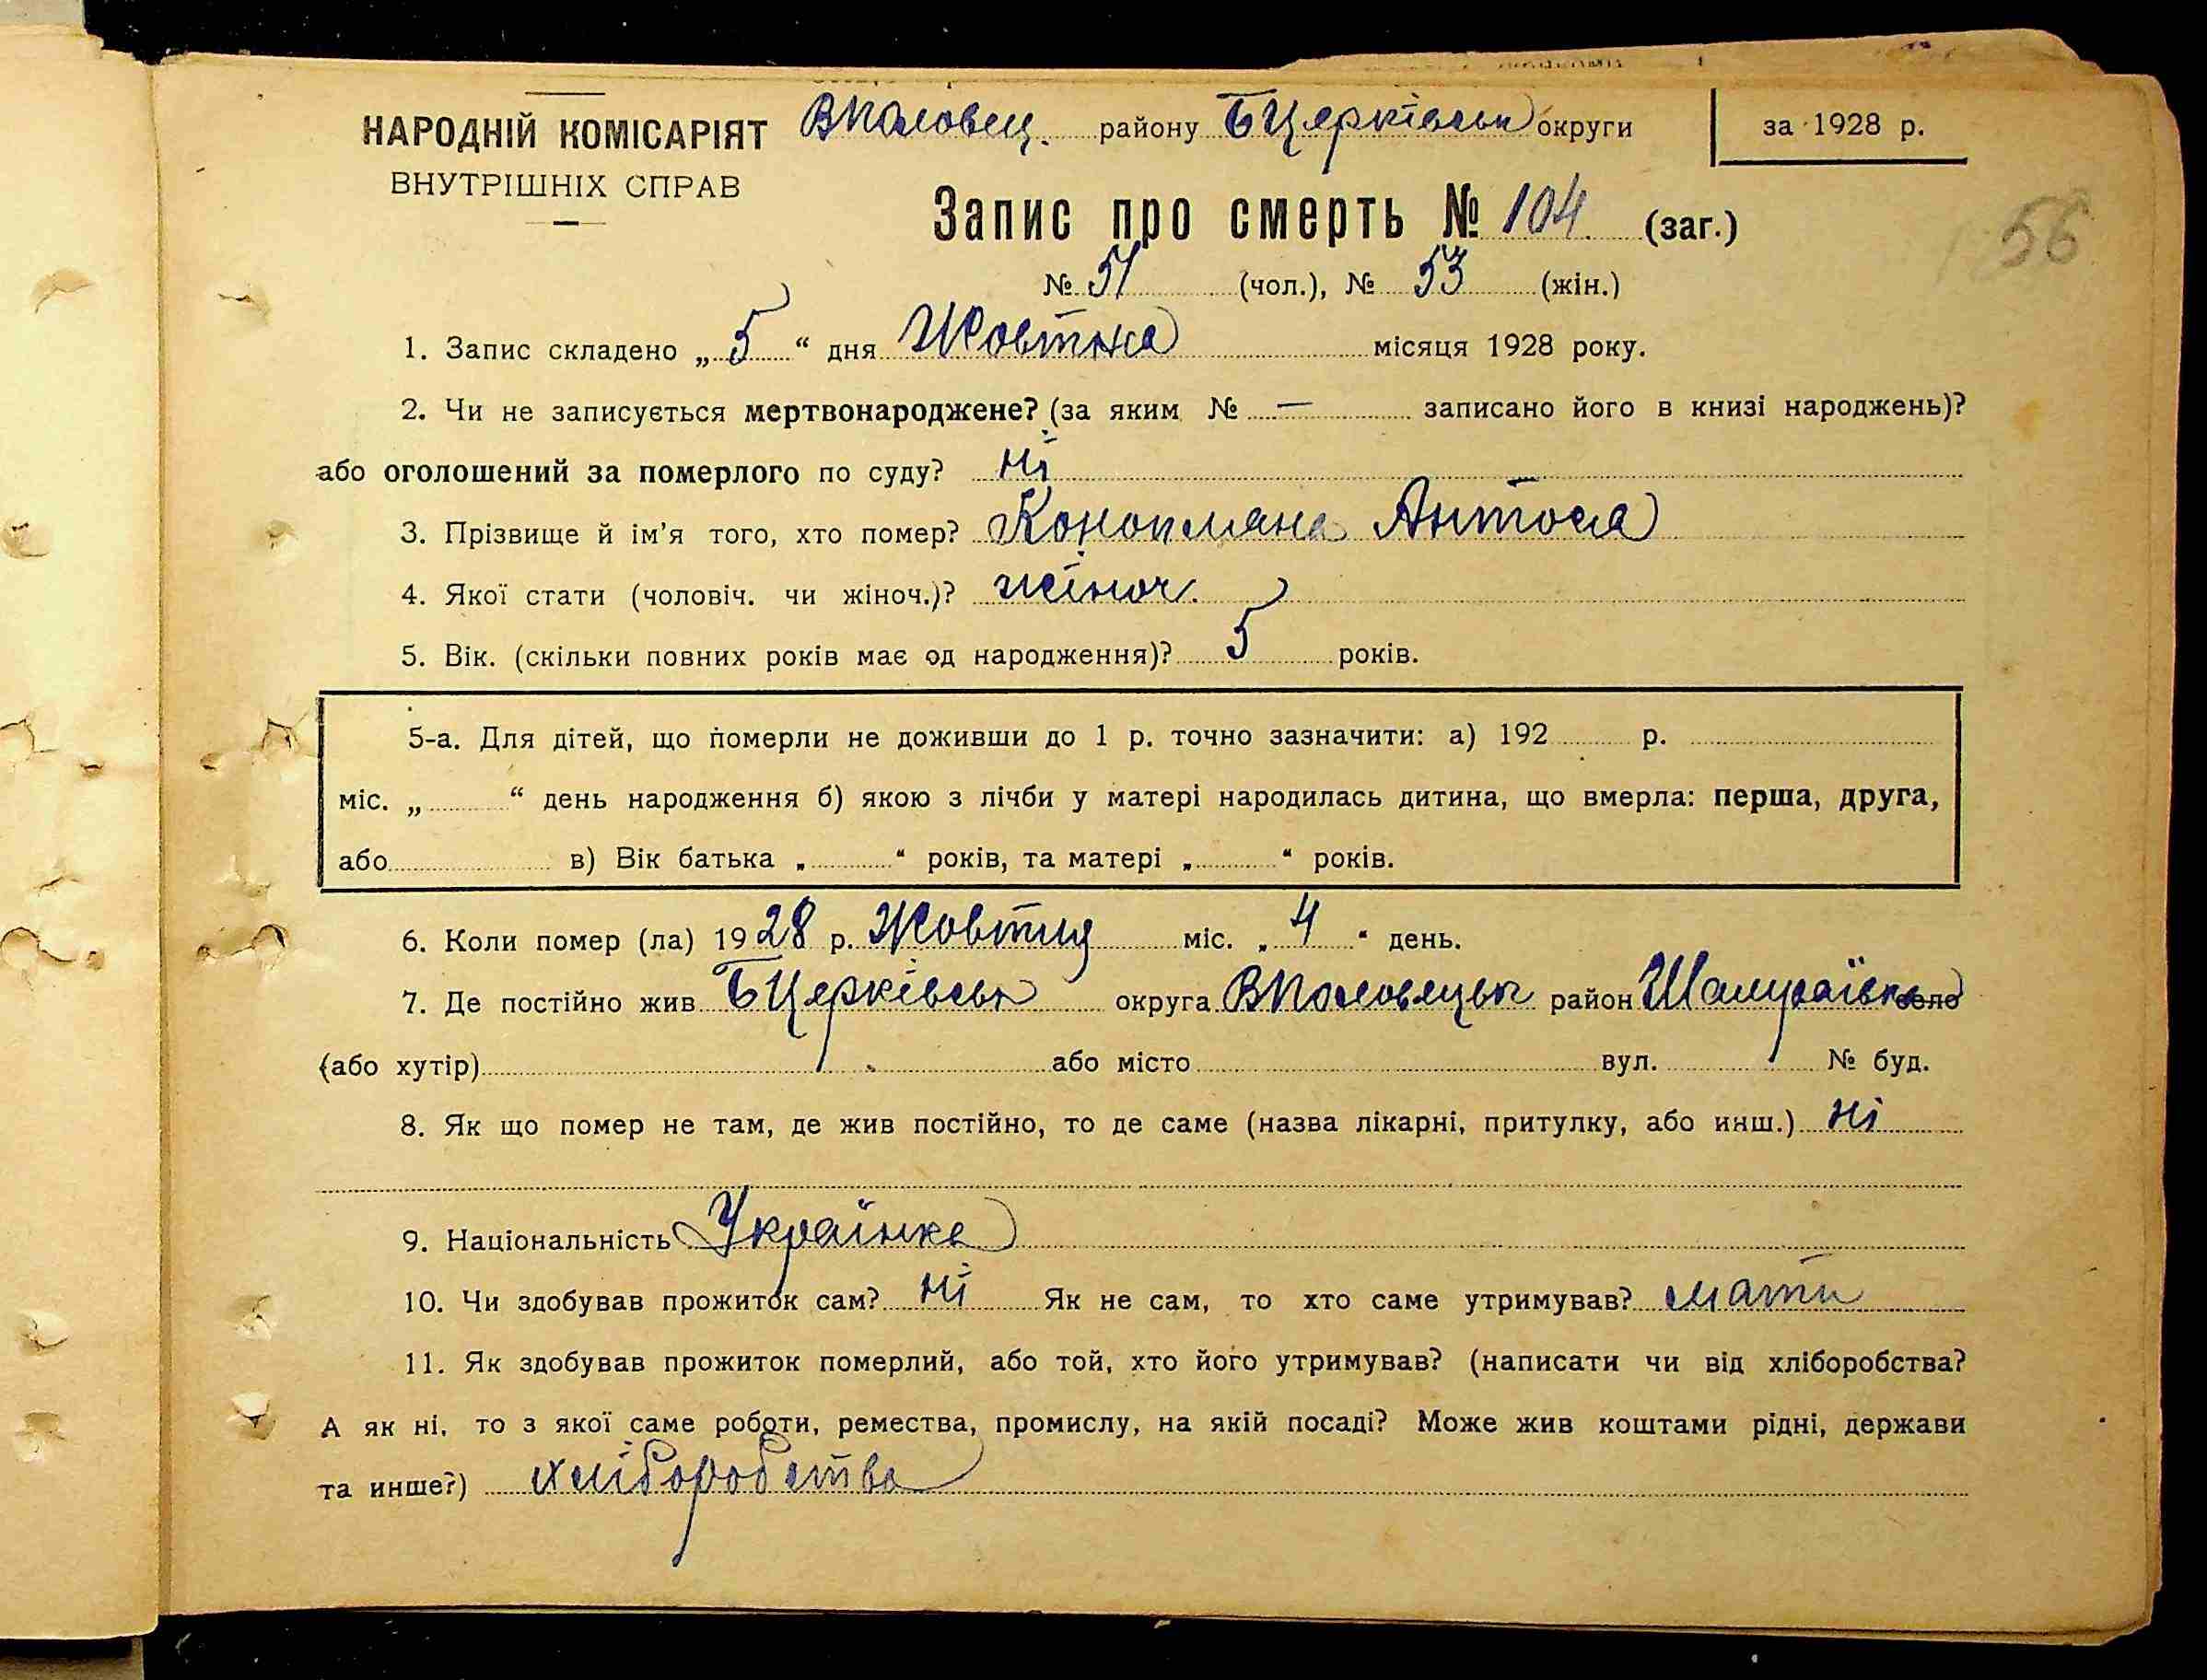 НАРОДНІЙ КОМІСАРІЯТ
ВНУТРІШНІХ СПРАВ
ВПоловец. району БЦерківськ округи
за 1928 р.
Запис про смерть № 104 (заг.)
56
№ 51 (чол.), № 53 (жін.)
1. Запис складено „ 5 “ дня Жовтня місяця 1928 року.
2. Чи не записується мертвонароджене? (за яким № — записано його в книзі народжень)?
або оголошений за померлого по суду? ні
3. Прізвище й ім’я того, хто помер? Антося
4. Якої стати (чоловіч. чи жіноч.)? жіноч.
5. Вік. (скільки повних років має од народження)? 5 років.
5-а. Для дітей, що померли не доживши до 1 р. точно зазначити: а) 192 р.
міс. „ “ день народження б) якою з лічби у матері народилась дитина, що вмерла: перша, друга,
або в) Вік батька „ “ років, та матері „ “ років.
6. Коли помер (ла) 1928 р. Жовтня міс. „ 4 “ день.
7. Де постійно жив БЦерківськ округа ВПоловецьк район село
(або хутір) або місто вул. № буд.
8. Як що помер не там, де жив постійно, то де саме (назва лікарні, притулку, або инш.) ні
9. Національність Українка
10. Чи здобував прожиток сам? ні Як не сам, то хто саме утримував? мати
11. Як здобував прожиток померлий, або той, хто його утримував? (написати чи від хліборобства?
А як ні, то з якої саме роботи, ремества, промислу, на якій посаді? Може жив коштами рідні, держави
та инше?) хліборобства